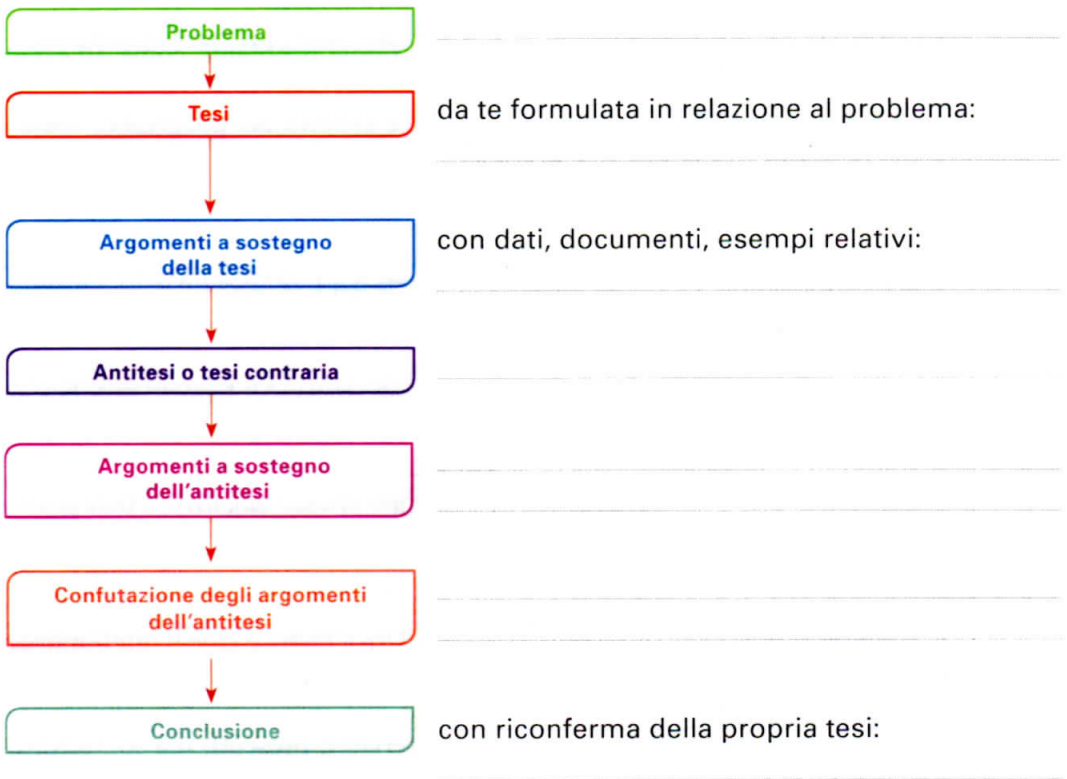 Problema
Tesi
da te formulata in relazione al problema:
Argomenti a sostegno
della tesi
con dati, documenti, esempi relativi:
Antitesi o tesi contraria
Argomenti a sostegno
dell'antitesi
Confutazione degli argomenti
dell'antitesi
Conclusione
con riconferma della propria tesi: